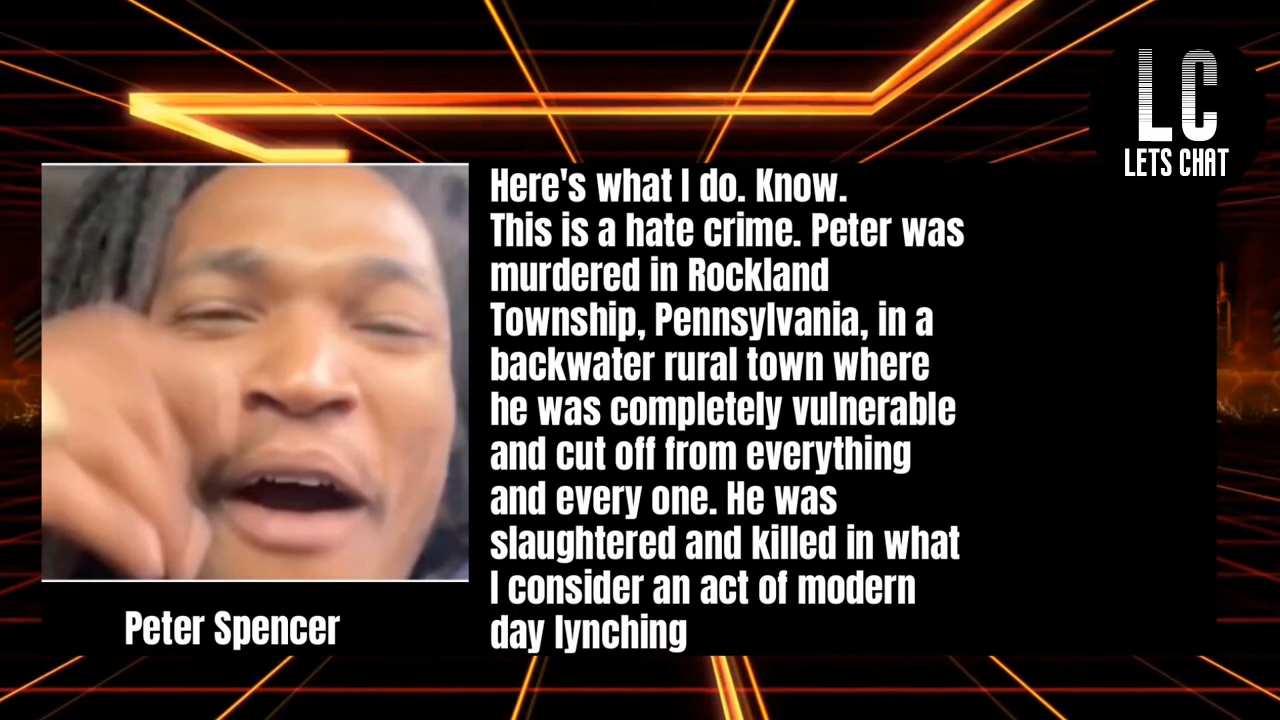 LC
LETS CHAT
Here's what I do. Know.
This is a hate crime. Peter was
murdered in Rockland
Township, Pennsylvania, in a
backwater rural town where
he was completely vulnerable
and cut off from everything
and every one. He was
slaughtered and killed in what
I consider an act of modern
day lynching
Peter Spencer